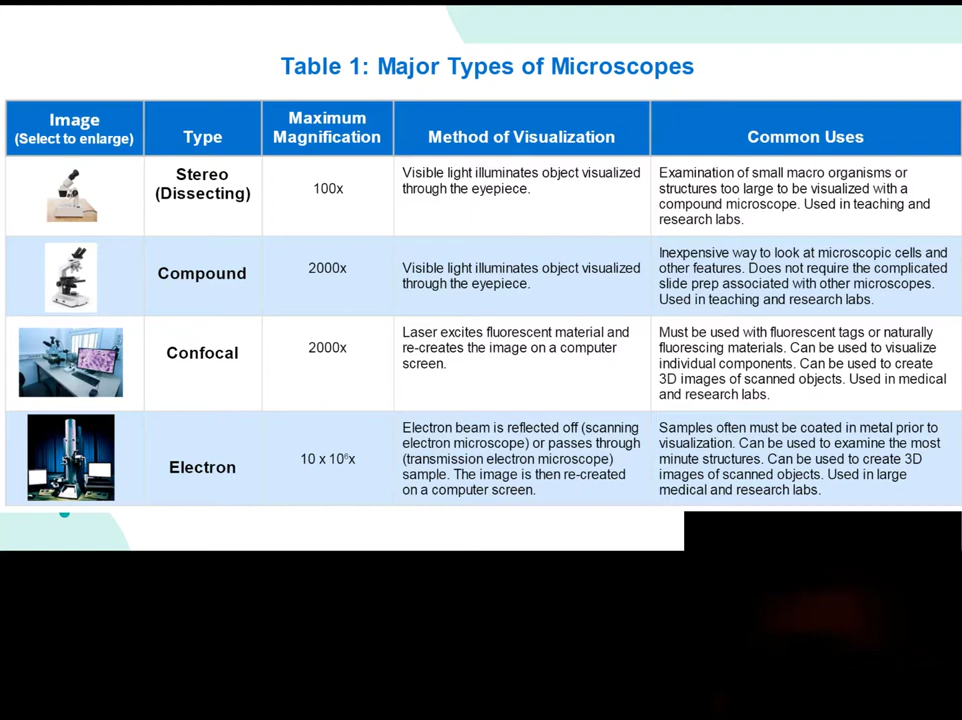 Table 1: Major Types of Microscopes
Image
(Select to enlarge)
Type
Maximum
Magnification
Method of Visualization
Common Uses
Stereo
(Dissecting)
100x
Visible light illuminates object visualized
through the eyepiece.
Examination of small macro organisms or
structures too large to be visualized with a
compound microscope. Used in teaching and
research labs.
Compound
2000x
Visible light illuminates object visualized
through the eyepiece.
Inexpensive way to look at microscopic cells and
other features. Does not require the complicated
slide prep associated with other microscopes.
Used in teaching and research labs.
Confocal
2000x
Laser excites fluorescent material and
re-creates the image on a computer
screen.
Must be used with fluorescent tags or naturally
fluorescing materials. Can be used to visualize
individual components. Can be used to create
3D images of scanned objects. Used in medical
and research labs.
Electron
10 x 10⁶x
Electron beam is reflected off (scanning
electron microscope) or passes through
(transmission electron microscope)
sample. The image is then re-created
on a computer screen.
Samples often must be coated in metal prior to
visualization. Can be used to examine the most
minute structures. Can be used to create 3D
images of scanned objects. Used in large
medical and research labs.